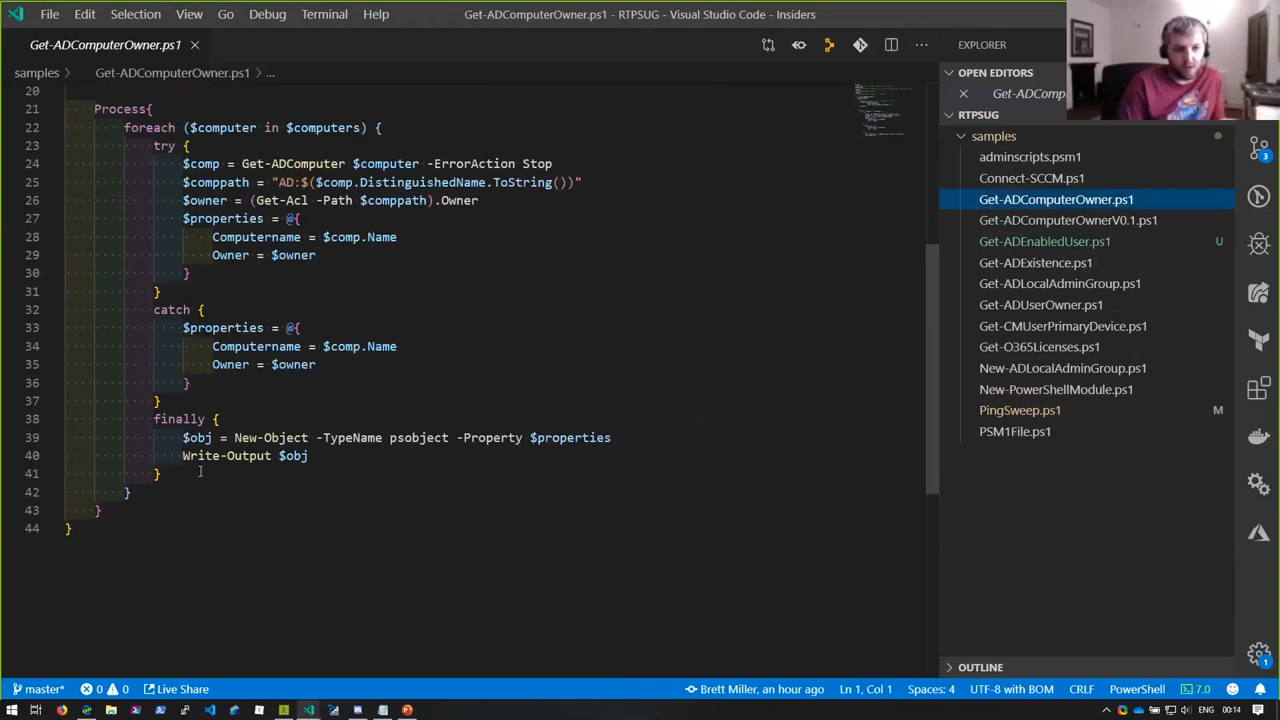 File Edit Selection View Go Debug Terminal Help Get-ADComputerOwner.ps1 - RTPSUG - Visual Studio Code - Insiders
Get-ADComputerOwner.ps1
samples Get-ADComputerOwner.ps1 ...
20
21 Process{
22 foreach ($computer in $computers) {
23 try {
24 $comp = Get-ADComputer $computer -ErrorAction Stop
25 $comppath = "AD:$($comp.DistinguishedName.ToString())"
26 $owner = (Get-Acl -Path $comppath).Owner
27 $properties = @{
28 Computername = $comp.Name
29 Owner = $owner
30 }
31 }
32 catch {
33 $properties = @{
34 Computername = $comp.Name
35 Owner = $owner
36 }
37 }
38 finally {
39 $obj = New-Object -TypeName psobject -Property $properties
40 Write-Output $obj
41 }
42 }
43 }
44 }
EXPLORER
OPEN EDITORS
Get-ADComp
RTPSUG
samples
adminscripts.psm1
Connect-SCCM.ps1
Get-ADComputerOwner.ps1
Get-ADComputerOwnerV0.1.ps1
Get-ADEnabledUser.ps1 U
Get-ADExistence.ps1
Get-ADLocalAdminGroup.ps1
Get-ADUserOwner.ps1
Get-CMUserPrimaryDevice.ps1
Get-O365Licenses.ps1
New-ADLocalAdminGroup.ps1
New-PowerShellModule.ps1
PingSweep.ps1 M
PSM1File.ps1
OUTLINE
3
1
master* 0 0 Live Share Brett Miller, an hour ago Ln 1, Col 1 Spaces: 4 UTF-8 with BOM CRLF PowerShell 7.0
ENG 00:14